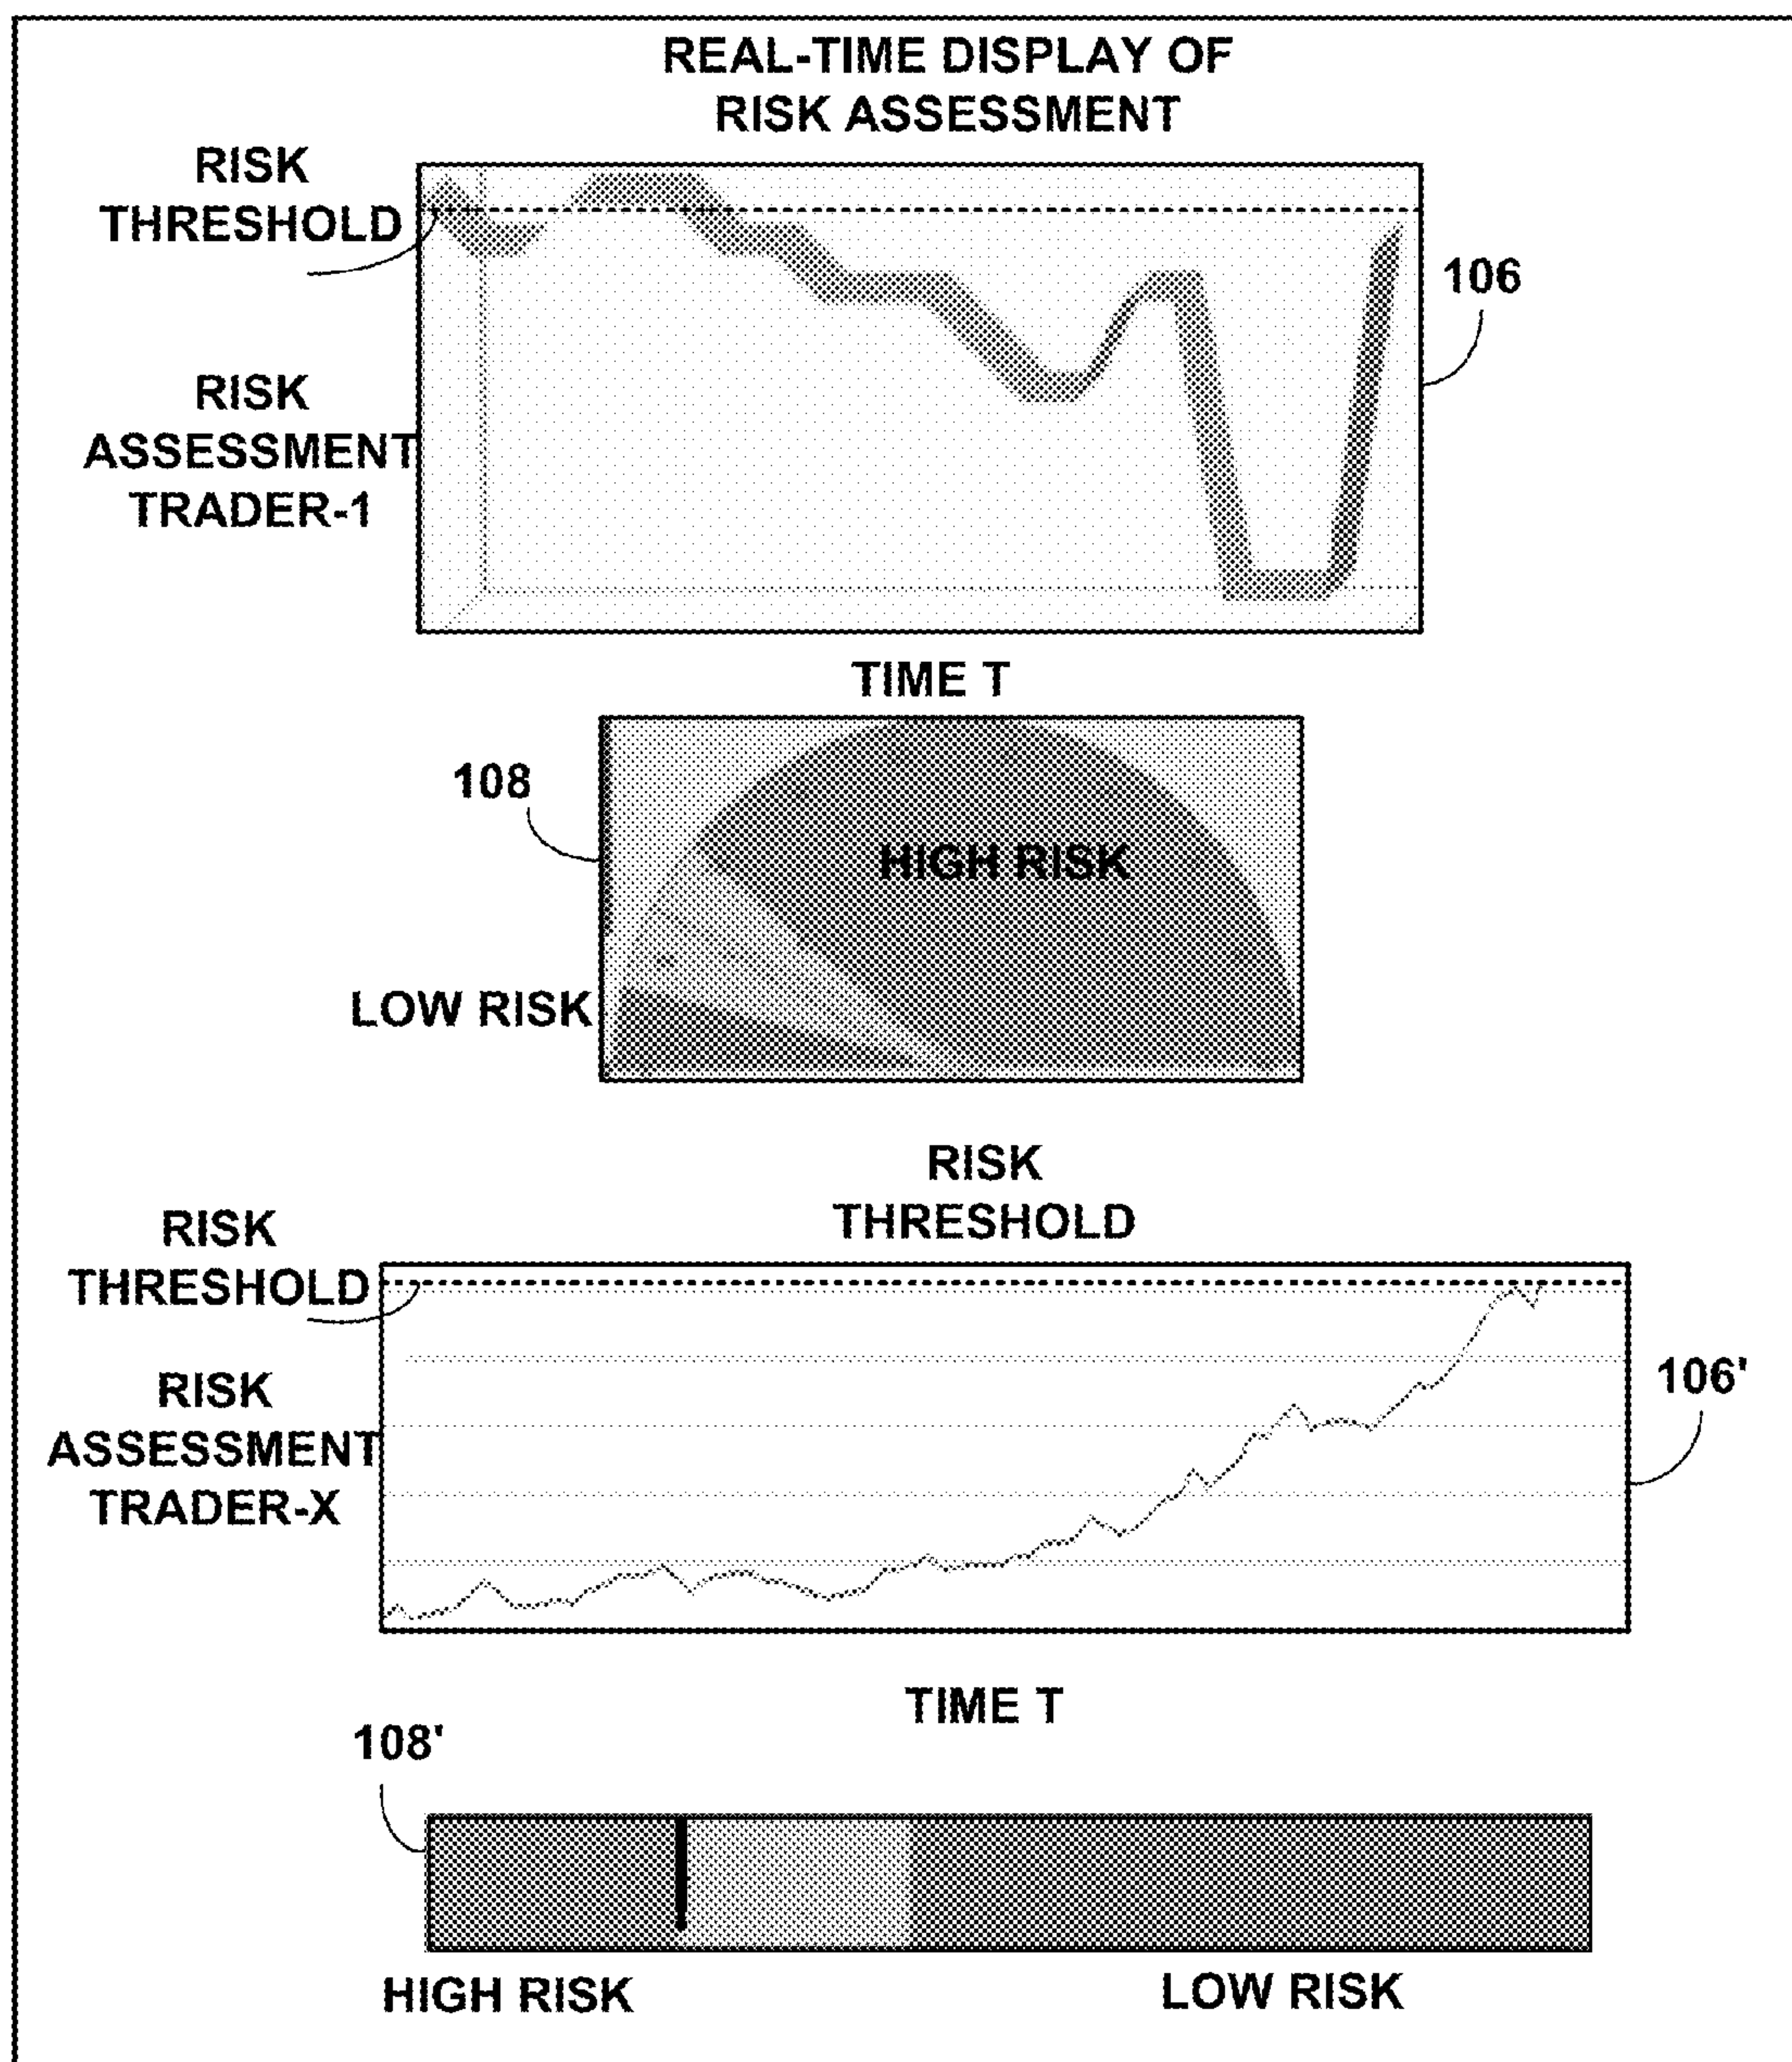 REAL-TIME DISPLAY OF
RISK ASSESSMENT
RISK
THRESHOLD
106
RISK
ASSESSMENT
TRADER-1
TIME T
108
HIGH RISK
LOW RISK
RISK
THRESHOLD
RISK
THRESHOLD
106'
RISK
ASSESSMENT
TRADER-X
TIME T
108'
HIGH RISK
LOW RISK